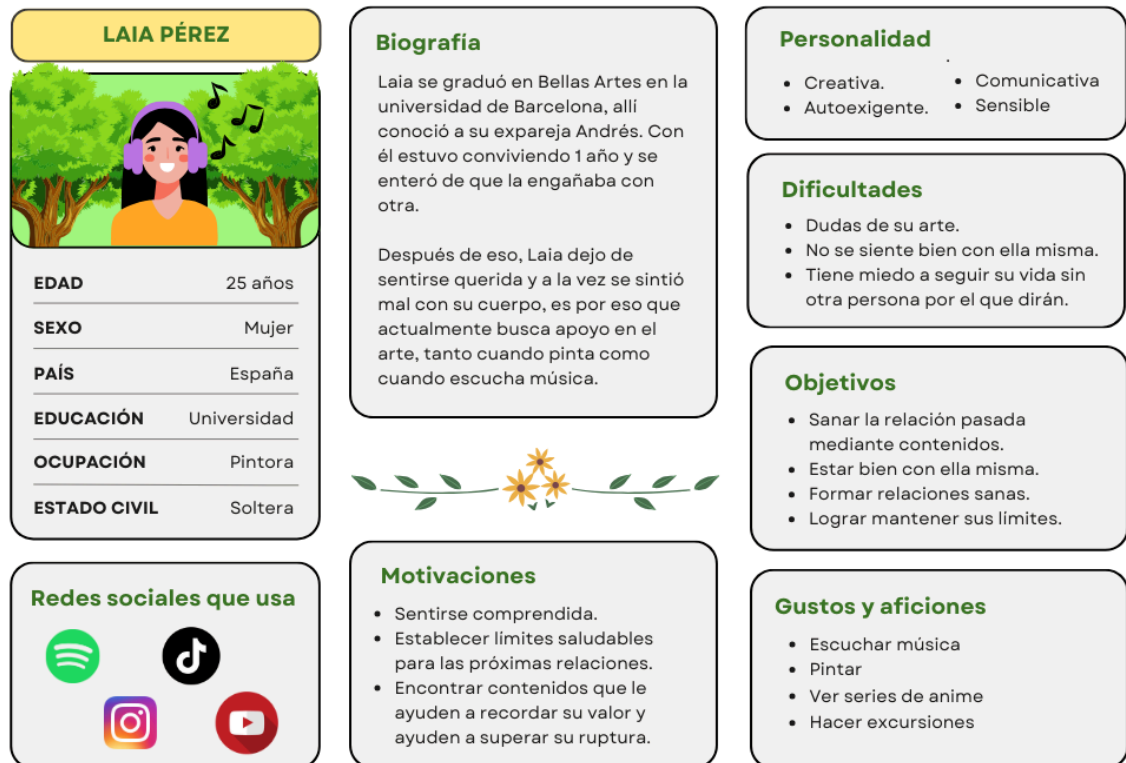 LAIA PÉREZ
EDAD 25 años
SEXO Mujer
PAÍS España
EDUCACIÓN Universidad
OCUPACIÓN Pintora
ESTADO CIVIL Soltera
Redes sociales que usa
Biografía
Laia se graduó en Bellas Artes en la
universidad de Barcelona, allí
conoció a su expareja Andrés. Con
él estuvo conviviendo 1 año y se
enteró de que la engañaba con
otra.
Después de eso, Laia dejo de
sentirse querida y a la vez se sintió
mal con su cuerpo, es por eso que
actualmente busca apoyo en el
arte, tanto cuando pinta como
cuando escucha música.
Motivaciones
• Sentirse comprendida.
• Establecer límites saludables
para las próximas relaciones.
• Encontrar contenidos que le
ayuden a recordar su valor y
ayuden a superar su ruptura.
Personalidad
• Creativa.
• Autoexigente.
• Comunicativa
• Sensible
Dificultades
• Dudas de su arte.
• No se siente bien con ella misma.
• Tiene miedo a seguir su vida sin
otra persona por el que dirán.
Objetivos
• Sanar la relación pasada
mediante contenidos.
• Estar bien con ella misma.
• Formar relaciones sanas.
• Lograr mantener sus límites.
Gustos y aficiones
• Escuchar música
• Pintar
• Ver series de anime
• Hacer excursiones